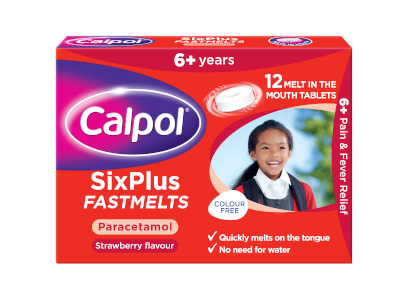 6+ years
12 MELT IN THE
MOUTH TABLETS
Calpol®
SixPlus
FASTMELTS
Paracetamol
Strawberry flavour
COLOUR
FREE
✓ Quickly melts on the tongue
✓ No need for water
6+ Pain & Fever Relief